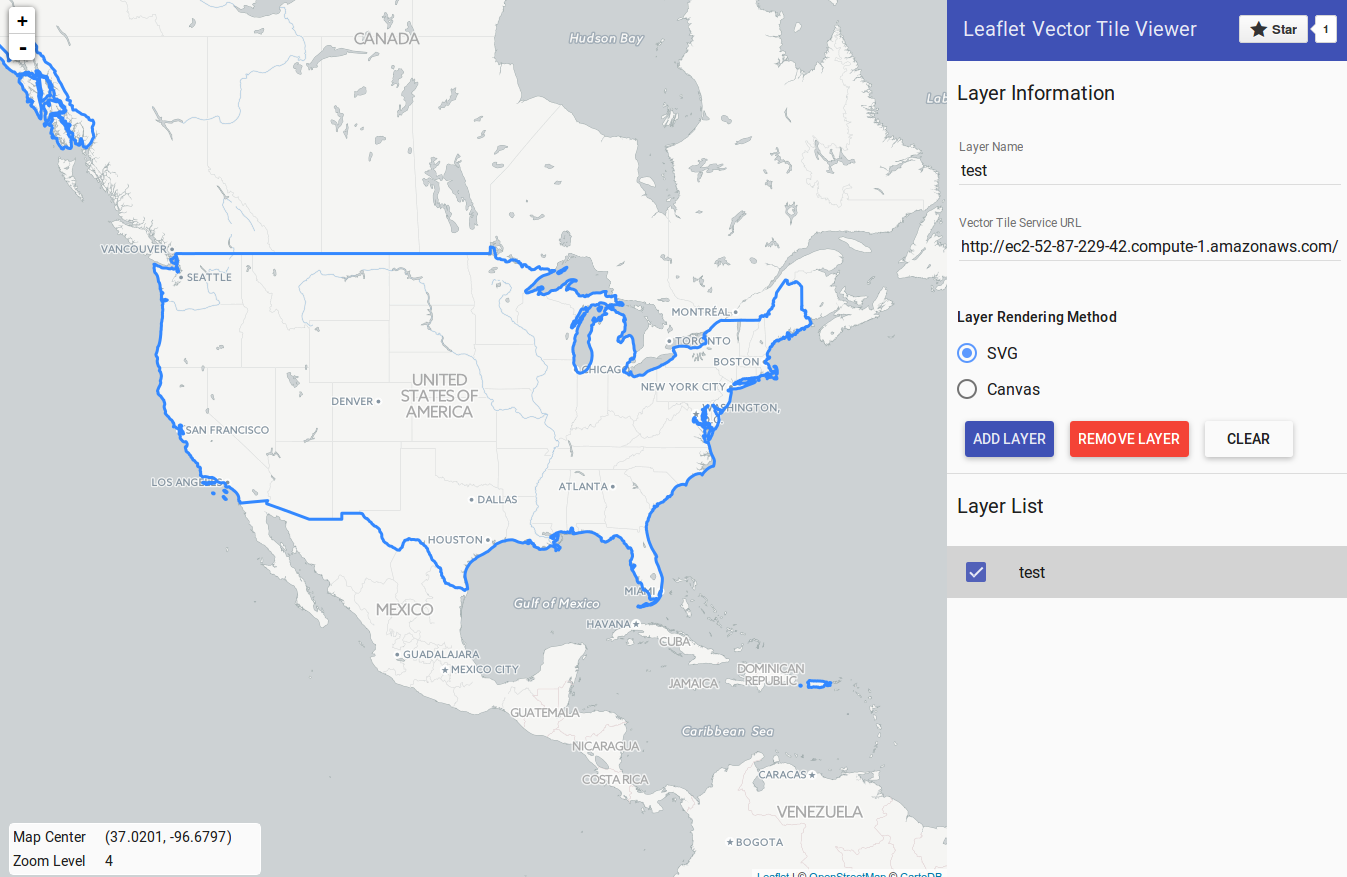 +
-
CANADA
Hudson Bay
Lab
VANCOUVER
SEATTLE
MONTRÉAL
TORONTO
BOSTON
CHICAGO
NEW YORK CITY
UNITED
STATES OF
AMERICA
DENVER
WASHINGTON,
D.C.
SAN FRANCISCO
LOS ANGELES
ATLANTA
DALLAS
HOUSTON
MIAMI
Gulf of Mexico
MEXICO
HAVANA
CUBA
GUADALAJARA
MEXICO CITY
DOMINICAN
REPUBLIC
JAMAICA
GUATEMALA
Caribbean Sea
NICARAGUA
COSTA RICA
CARACAS
VENEZUELA
BOGOTA
Map Center (37.0201, -96.6797)
Zoom Level 4
Leaflet | © OpenStreetMap © CartoDB
Leaflet Vector Tile Viewer
Star 1
Layer Information
Layer Name
test
Vector Tile Service URL
http://ec2-52-87-229-42.compute-1.amazonaws.com/
Layer Rendering Method
SVG
Canvas
ADD LAYER REMOVE LAYER CLEAR
Layer List
test